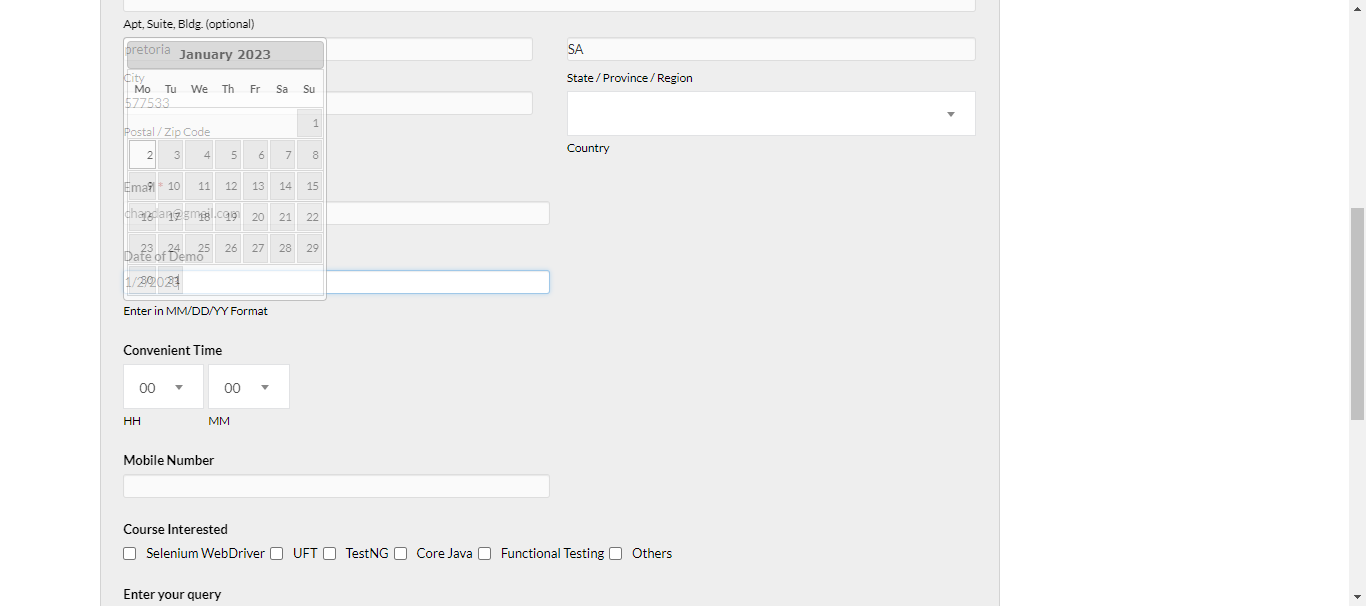 Apt, Suite, Bldg. (optional)
pretoria
SA
January 2023
City
State / Province / Region
Mo Tu We Th Fr Sa Su
577533
1
Postal / Zip Code
Country
2 3 4 5 6 7 8
Email *
9 10 11 12 13 14 15
chandan@gmail.com
16 17 18 19 20 21 22
23 24 25 26 27 28 29
Date of Demo
30 31
Enter in MM/DD/YY Format
Convenient Time
00 00
HH MM
Mobile Number
Course Interested
Selenium WebDriver UFT TestNG Core Java Functional Testing Others
Enter your query